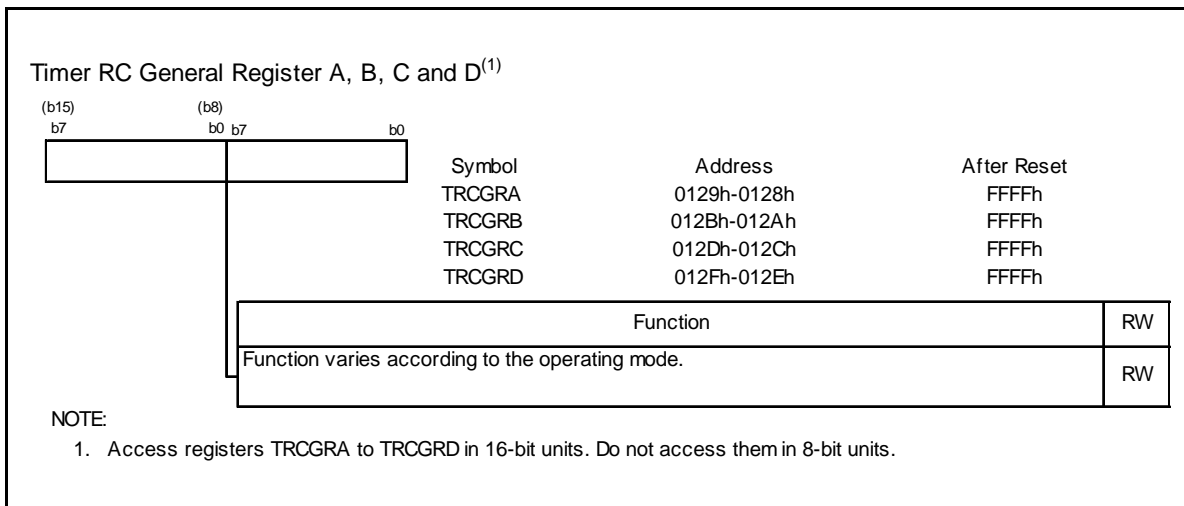 Timer RC General Register A, B, C and D(1)
(b15) (b8)
b7 b0 b7 b0
Symbol Address After Reset
TRCGRA 0129h-0128h FFFFh
TRCGRB 012Bh-012Ah FFFFh
TRCGRC 012Dh-012Ch FFFFh
TRCGRD 012Fh-012Eh FFFFh
Function RW
Function varies according to the operating mode. RW
NOTE:
1. Access registers TRCGRA to TRCGRD in 16-bit units. Do not access them in 8-bit units.